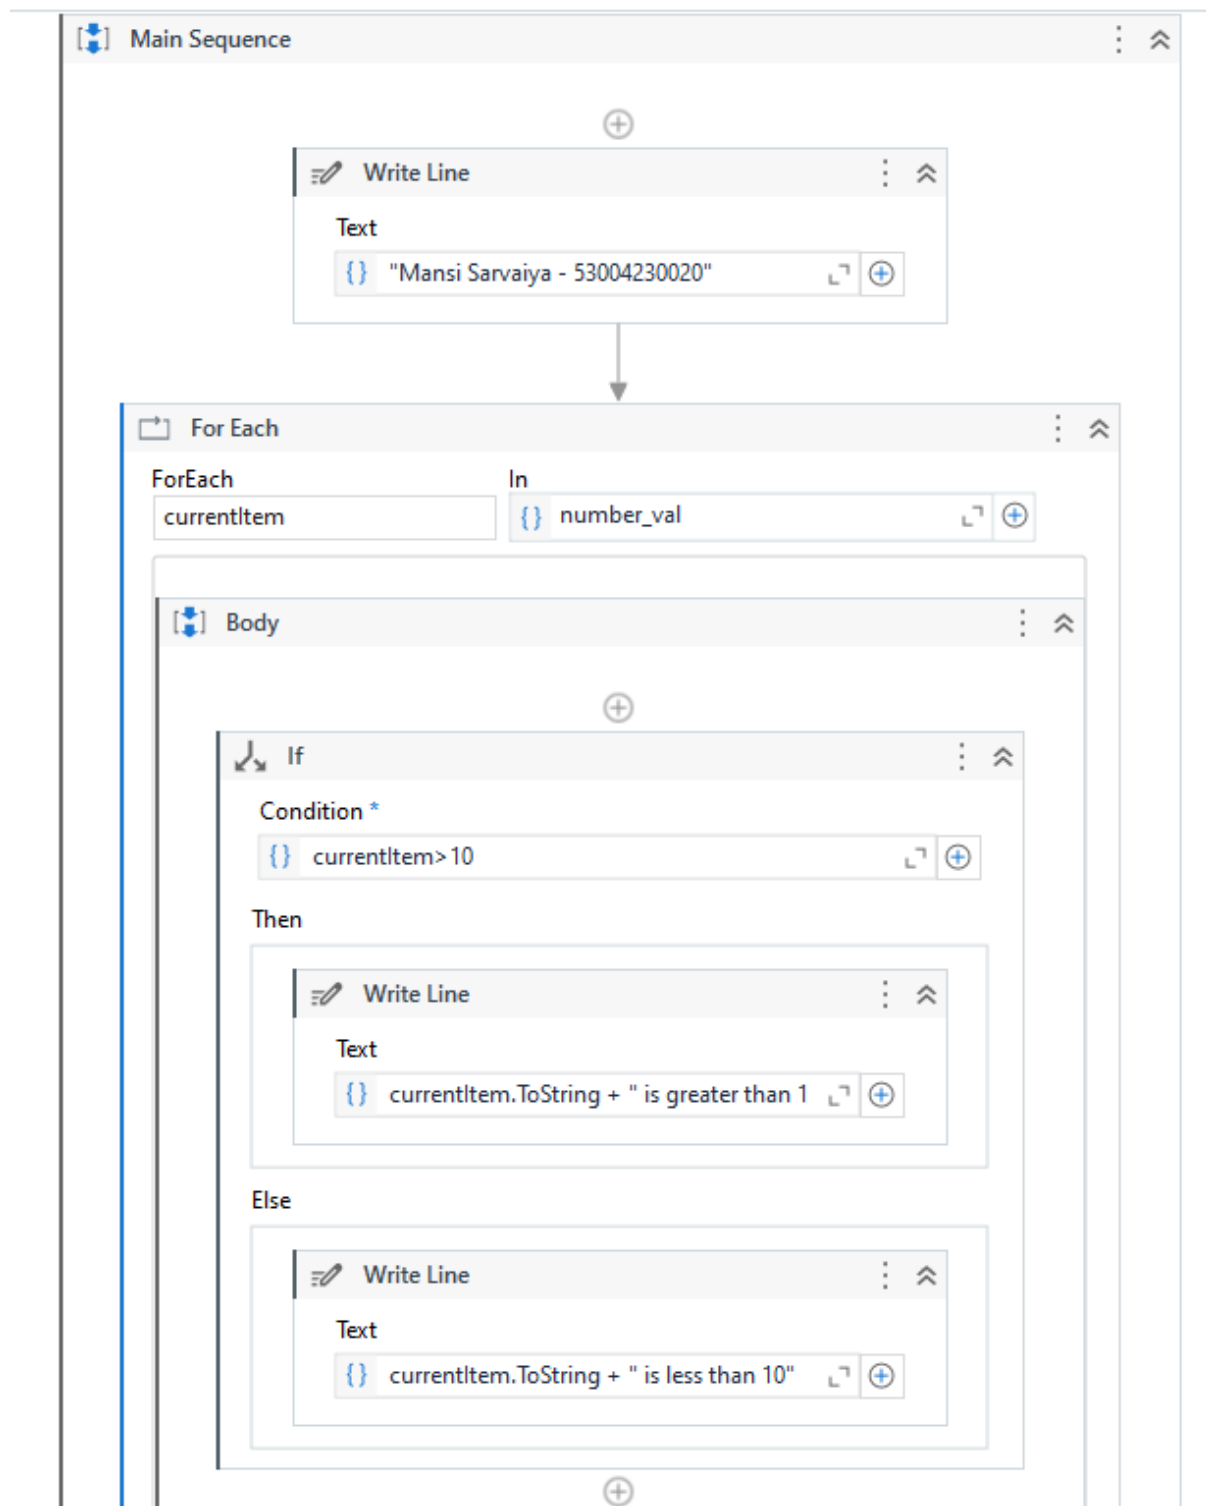 Main Sequence
Write Line
Text
{} "Mansi Sarvaiya - 53004230020"
For Each
ForEach In
currentItem {} number_val
Body
If
Condition *
{} currentItem>10
Then
Write Line
Text
{} currentItem.ToString + " is greater than 1
Else
Write Line
Text
{} currentItem.ToString + " is less than 10"